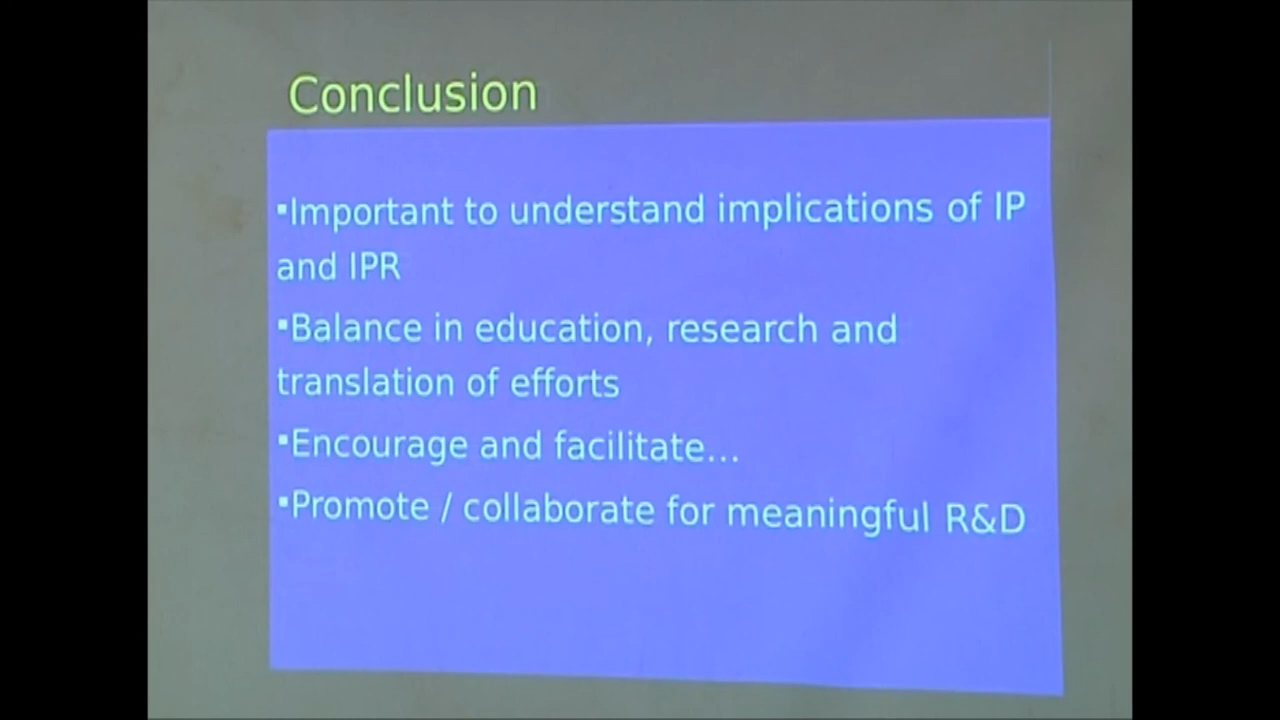 Conclusion
▪Important to understand implications of IP
and IPR
▪Balance in education, research and
translation of efforts
▪Encourage and facilitate...
▪Promote / collaborate for meaningful R&D